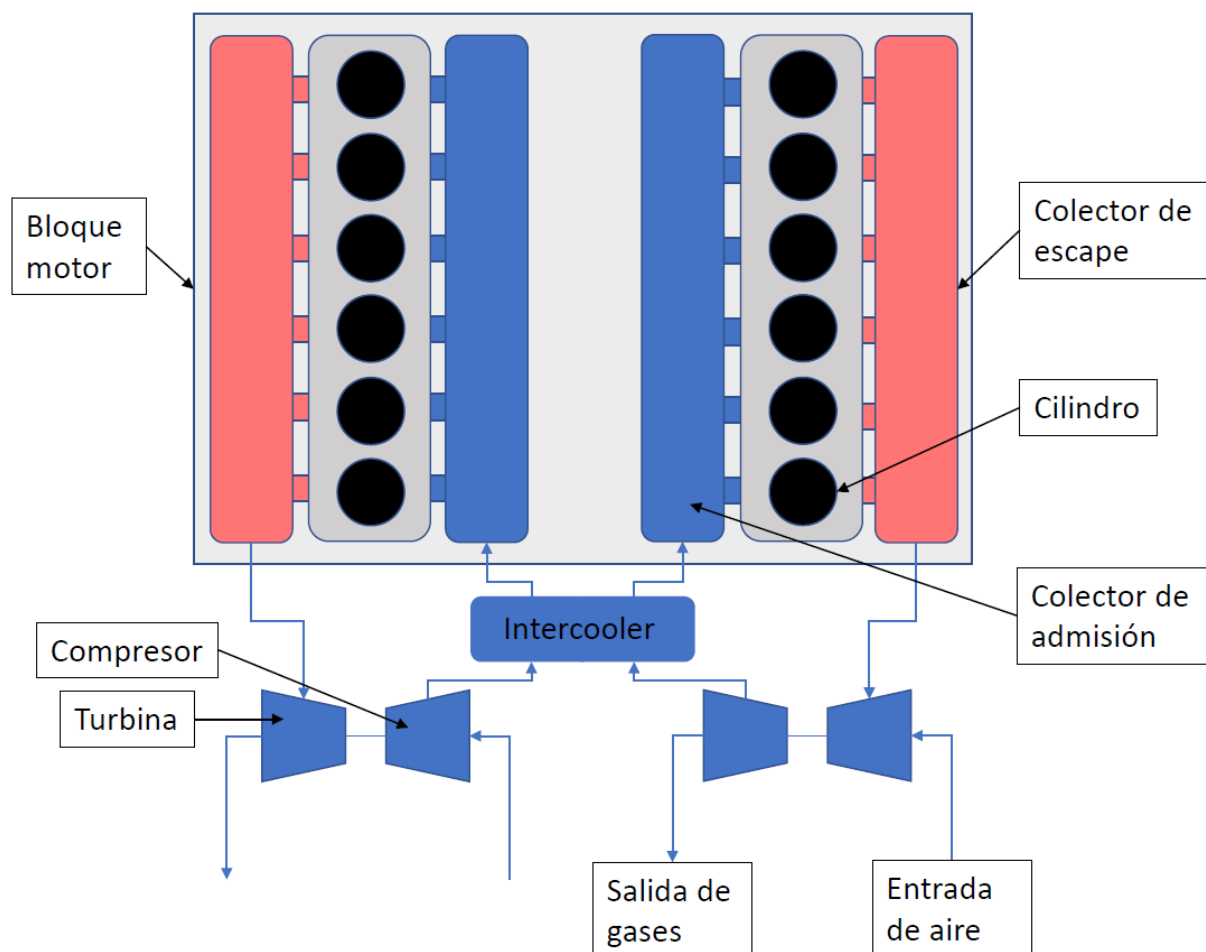 Bloque
motor
Colector de
escape
Cilindro
Intercooler
Colector de
admisión
Compresor
Turbina
Salida de
gases
Entrada
de aire